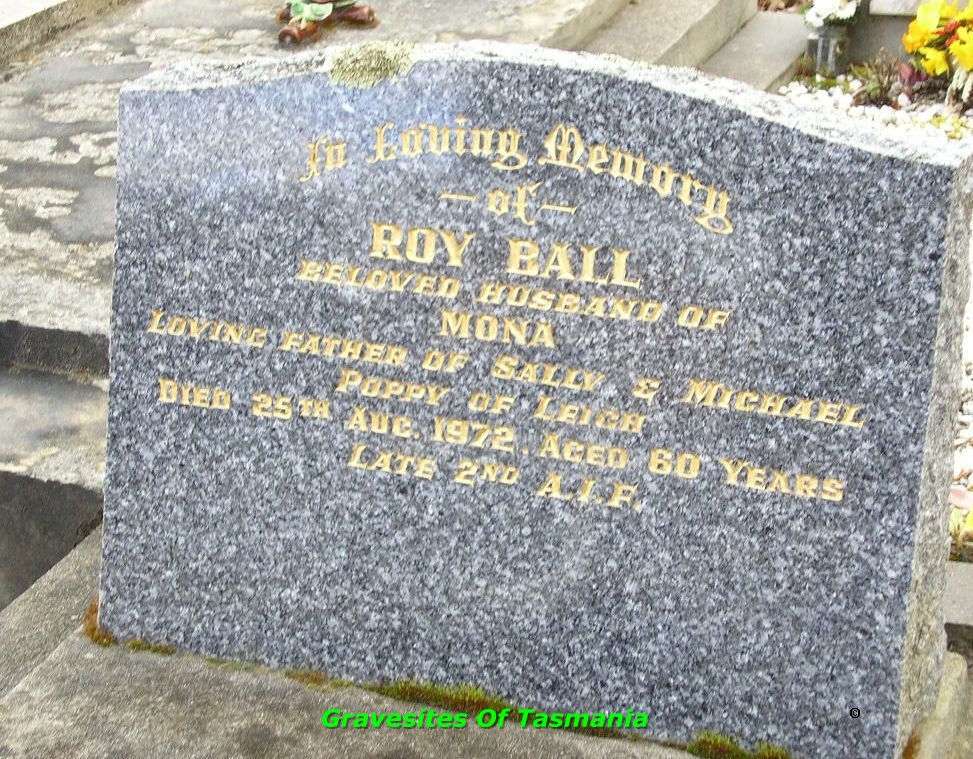 In Loving Memory
— of —
ROY BALL
BELOVED HUSBAND OF
MONA
LOVING FATHER OF SALLY & MICHAEL
POPPY OF LEIGH
DIED 25TH AUG. 1972. AGED 60 YEARS
LATE 2ND A.I.F.
Gravesites Of Tasmania
©